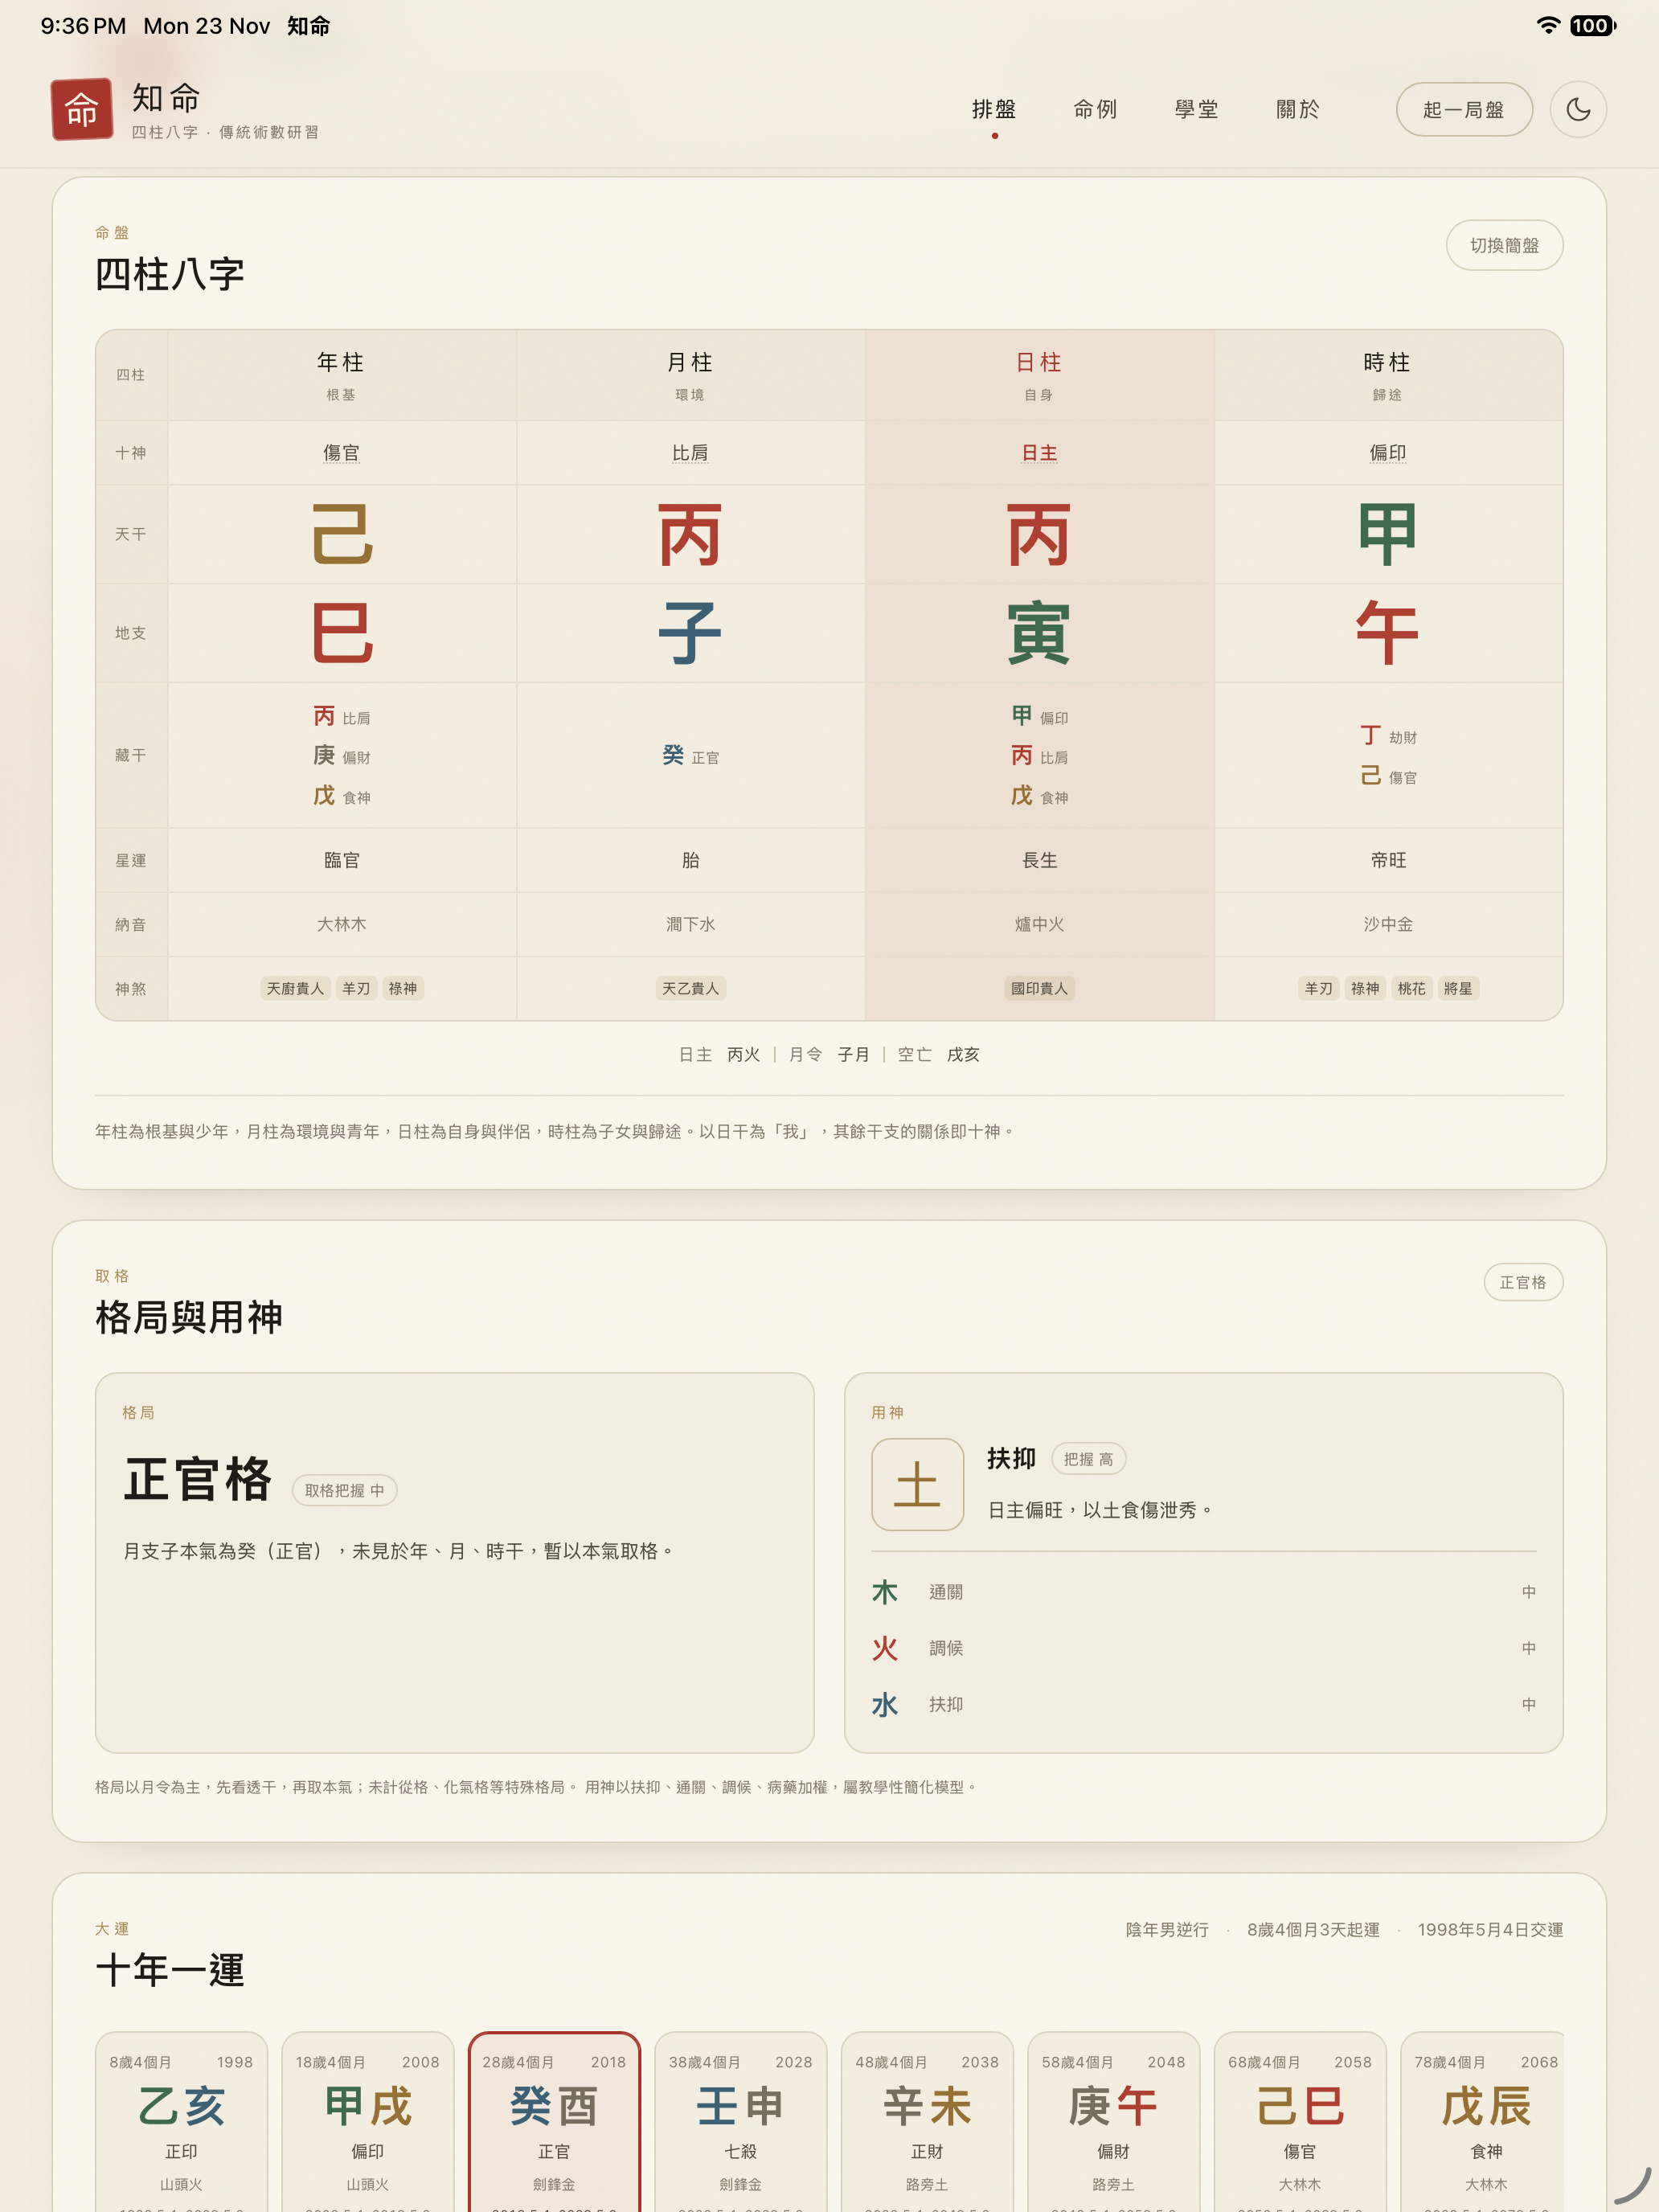 9:36 PM Mon 23 Nov 知命 100
命 知命
四柱八字 · 傳統術數研習
排盤 命例 學堂 關於 起一局盤
命盤
四柱八字
切換簡盤
四柱 年柱 月柱 日柱 時柱
根基 環境 自身 歸途
十神 傷官 比肩 日主 偏印
天干 己 丙 丙 甲
地支 巳 子 寅 午
藏干
丙 比肩
庚 偏財
戊 食神
癸 正官
甲 偏印
丙 比肩
戊 食神
丁 劫財
己 傷官
星運 臨官 胎 長生 帝旺
納音 大林木 澗下水 爐中火 沙中金
神煞 天廚貴人 羊刃 祿神 天乙貴人 國印貴人 羊刃 祿神 桃花 將星
日主 丙火 | 月令 子月 | 空亡 戌亥
年柱為根基與少年，月柱為環境與青年，日柱為自身與伴侶，時柱為子女與歸途。以日干為「我」，其餘干支的關係即十神。
取格
格局與用神
正官格
格局
正官格 取格把握 中
月支子本氣為癸（正官），未見於年、月、時干，暫以本氣取格。
用神
土 扶抑 把握 高
日主偏旺，以土食傷泄秀。
木 通關 中
火 調候 中
水 扶抑 中
格局以月令為主，先看透干，再取本氣；未計從格、化氣格等特殊格局。 用神以扶抑、通關、調候、病藥加權，屬教學性簡化模型。
大運
十年一運
陰年男逆行 · 8歲4個月3天起運 · 1998年5月4日交運
8歲4個月 1998 18歲4個月 2008 28歲4個月 2018 38歲4個月 2028 48歲4個月 2038 58歲4個月 2048 68歲4個月 2058 78歲4個月 2068
乙亥 甲戌 癸酉 壬申 辛未 庚午 己巳 戊辰
正印 偏印 正官 七殺 正財 偏財 傷官 食神
山頭火 山頭火 劍鋒金 劍鋒金 路旁土 路旁土 大林木 大林木